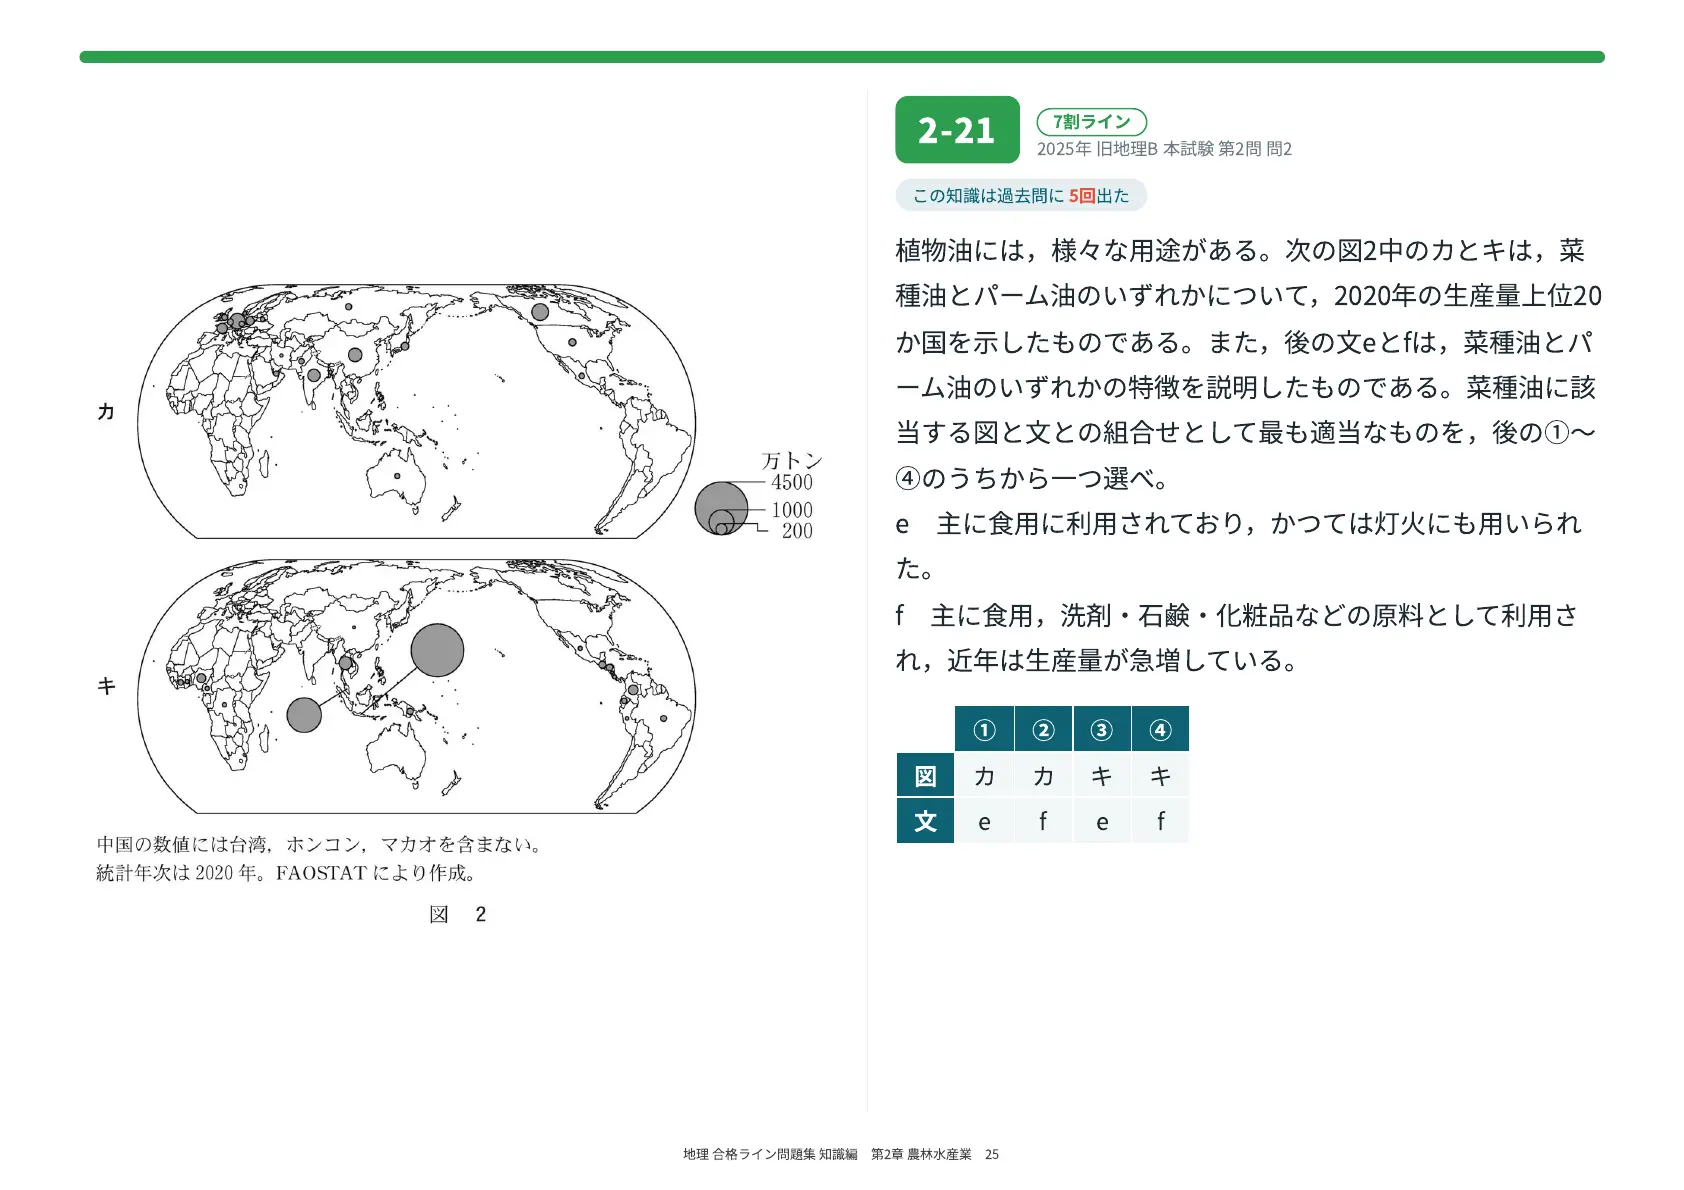 カ
万トン
4500
1000
200
キ
中国の数値には台湾，ホンコン，マカオを含まない。
統計年次は 2020 年。FAOSTAT により作成。
図 2
2-21
7割ライン
2025年 旧地理B 本試験 第2問 問2
この知識は過去問に 5回出た
植物油には，様々な用途がある。次の図2中のカとキは，菜
種油とパーム油のいずれかについて，2020年の生産量上位20
か国を示したものである。また，後の文eとfは，菜種油とパ
ーム油のいずれかの特徴を説明したものである。菜種油に該
当する図と文との組合せとして最も適当なものを，後の①～
④のうちから一つ選べ。
e　主に食用に利用されており，かつては灯火にも用いられ
た。
f　主に食用，洗剤・石鹸・化粧品などの原料として利用さ
れ，近年は生産量が急増している。
① ② ③ ④
図 カ カ キ キ
文 e f e f
地理 合格ライン問題集 知識編　第2章 農林水産業　25